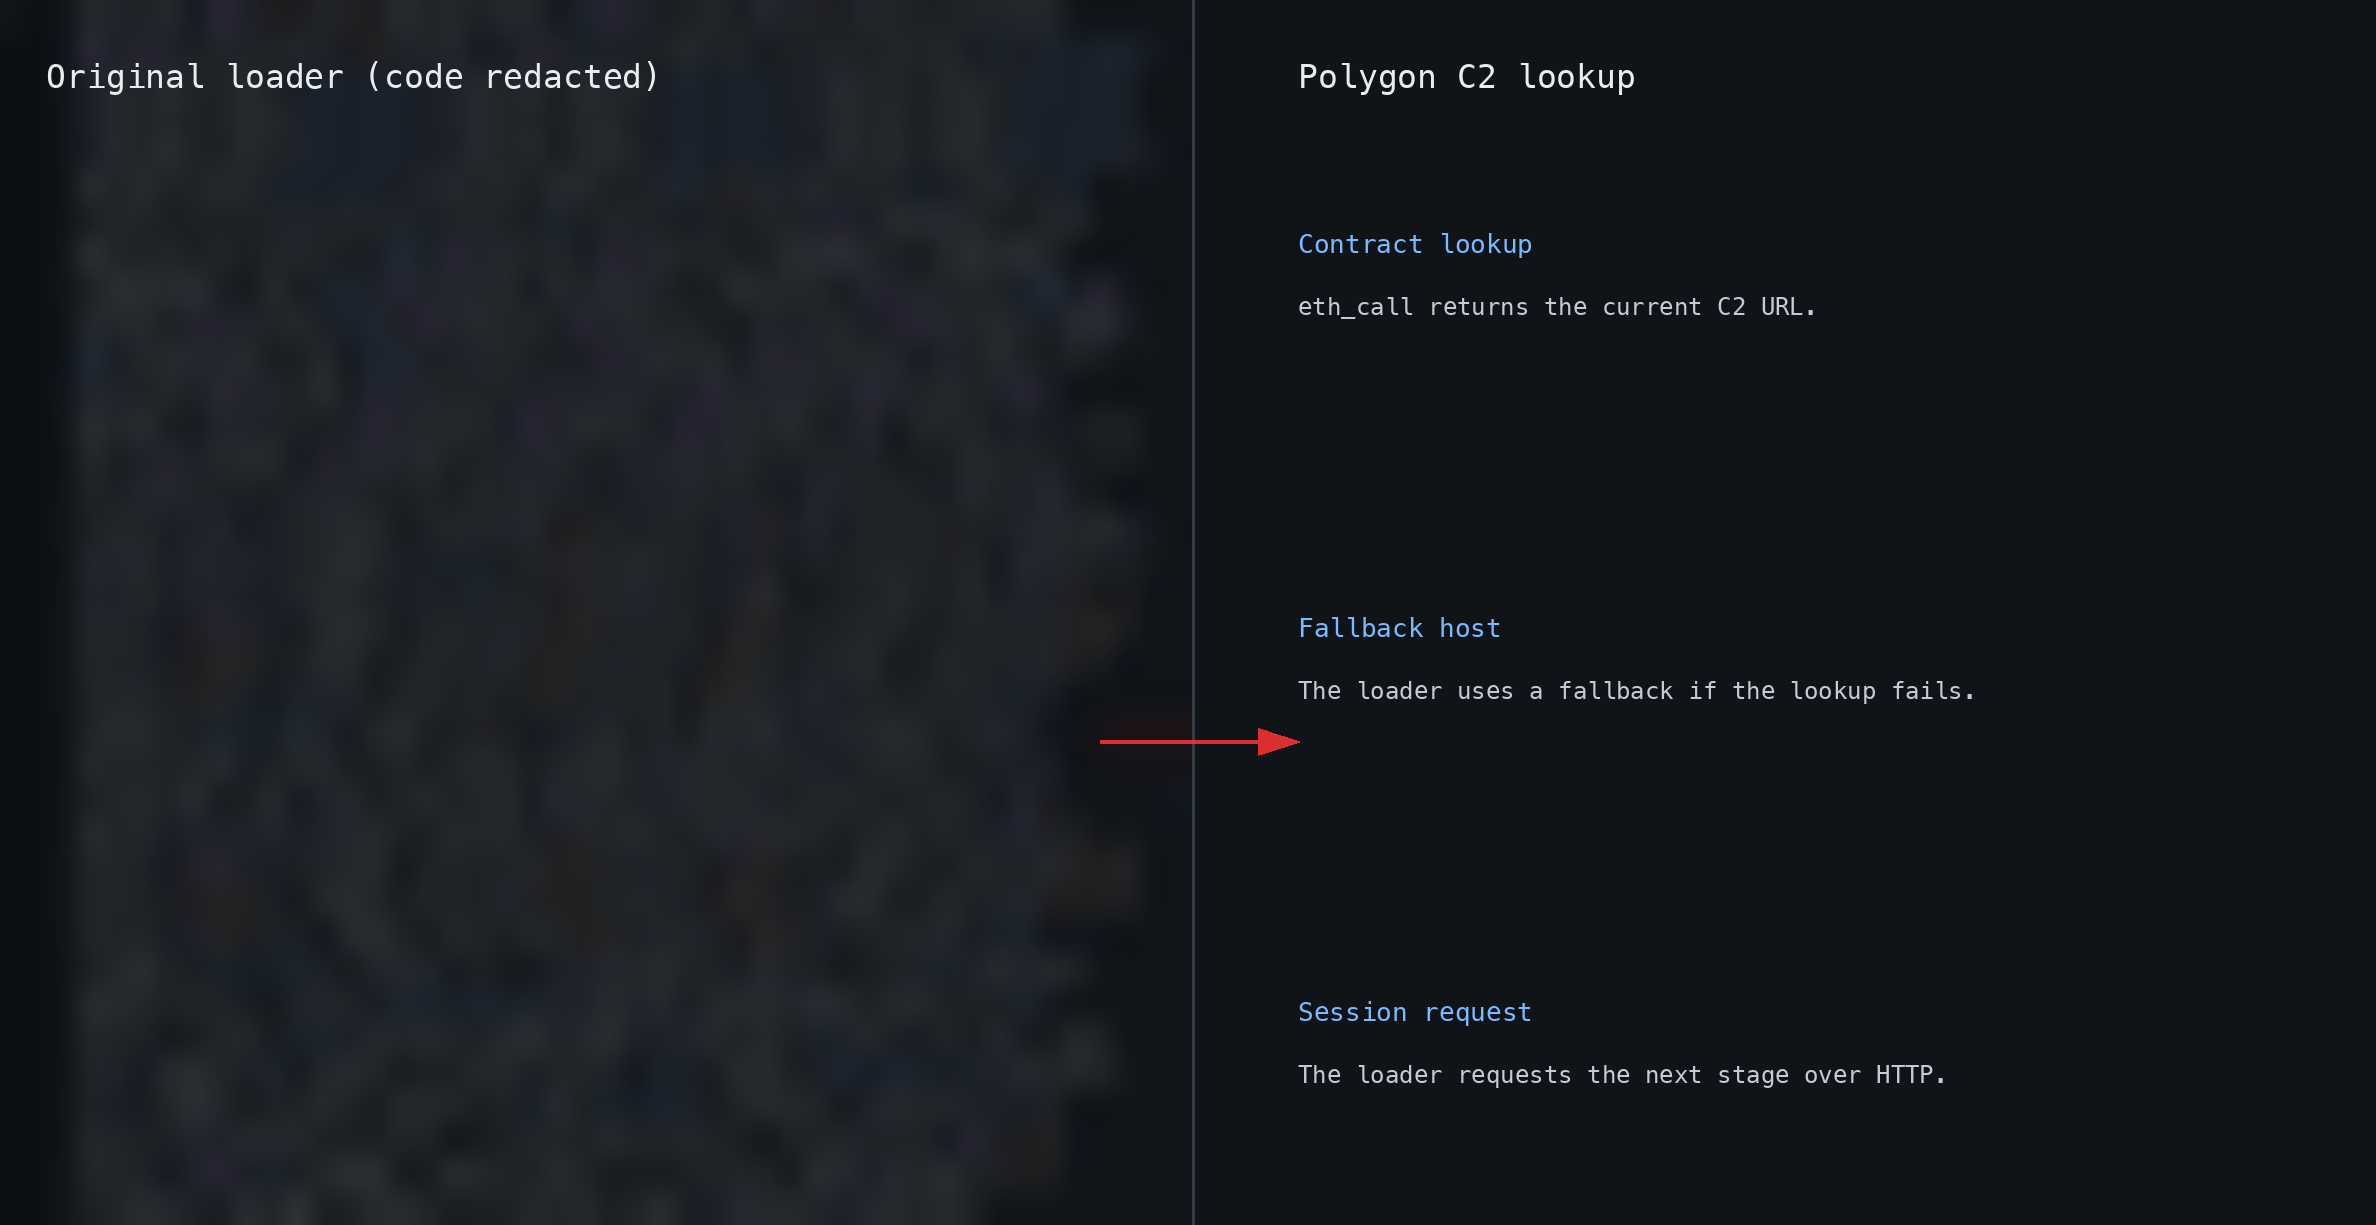 Original loader (code redacted)
Polygon C2 lookup
Contract lookup
eth_call returns the current C2 URL.
Fallback host
The loader uses a fallback if the lookup fails.
Session request
The loader requests the next stage over HTTP.